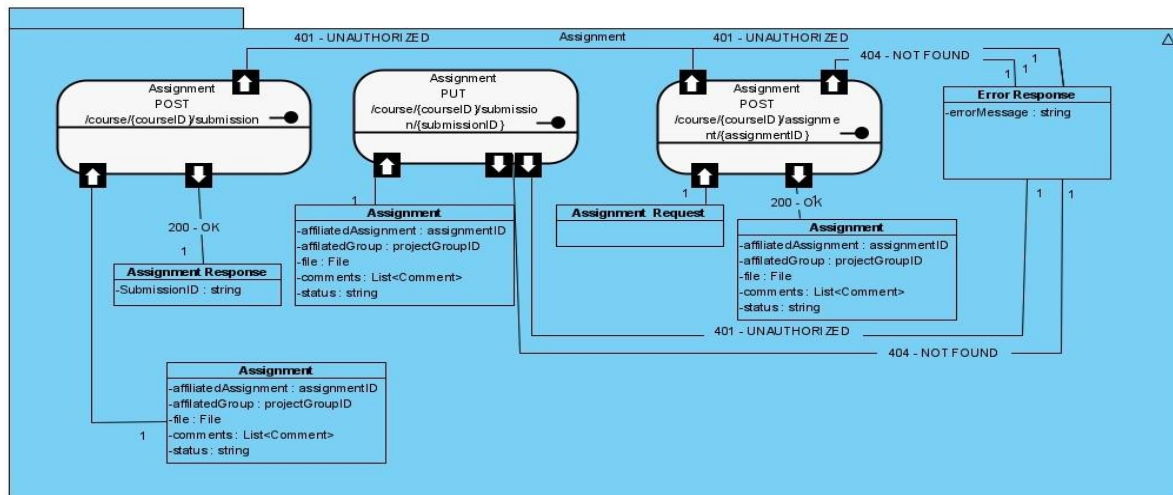 Assignment
401 - UNAUTHORIZED
401 - UNAUTHORIZED
404 - NOT FOUND
1
1
1
Assignment
POST
/course/{courseID}/submission
Assignment
PUT
/course/{courseID}/submissio
n/{submissionID}
Assignment
POST
/course/{courseID}/assignme
nt/{assignmentID}
Error Response
-errorMessage : string
200 - OK
1
Assignment Response
-SubmissionID : string
1
Assignment
-affiliatedAssignment : assignmentID
-affilatedGroup : projectGroupID
-file : File
-comments : List<Comment>
-status : string
1
Assignment Request
1
200 - OK
Assignment
-affiliatedAssignment : assignmentID
-affilatedGroup : projectGroupID
-file : File
-comments : List<Comment>
-status : string
1
1
401 - UNAUTHORIZED
404 - NOT FOUND
Assignment
-affiliatedAssignment : assignmentID
-affilatedGroup : projectGroupID
-file : File
-comments : List<Comment>
-status : string
1